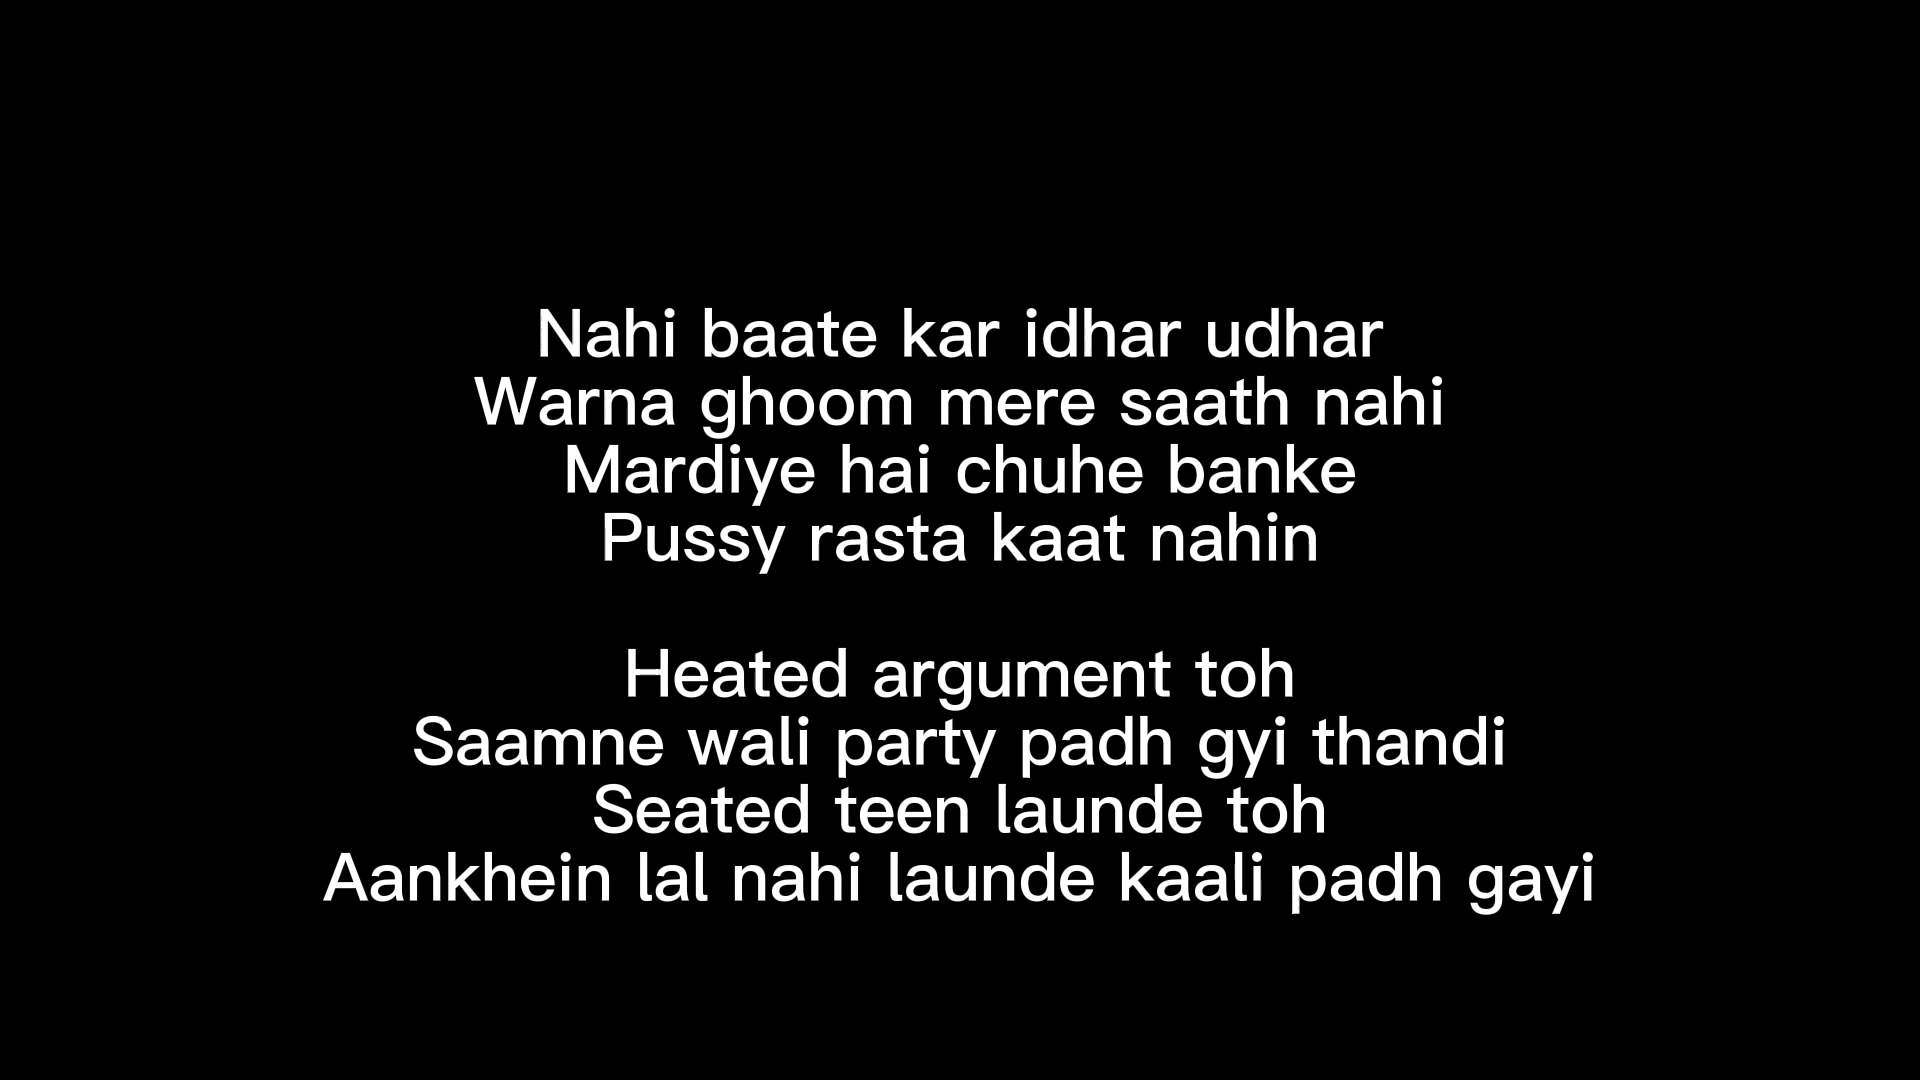 Nahi baate kar idhar udhar
Warna ghoom mere saath nahi
Mardiye hai chuhe banke
Pussy rasta kaat nahin
Heated argument toh
Saamne wali party padh gyi thandi
Seated teen launde toh
Aankhein lal nahi launde kaali padh gayi